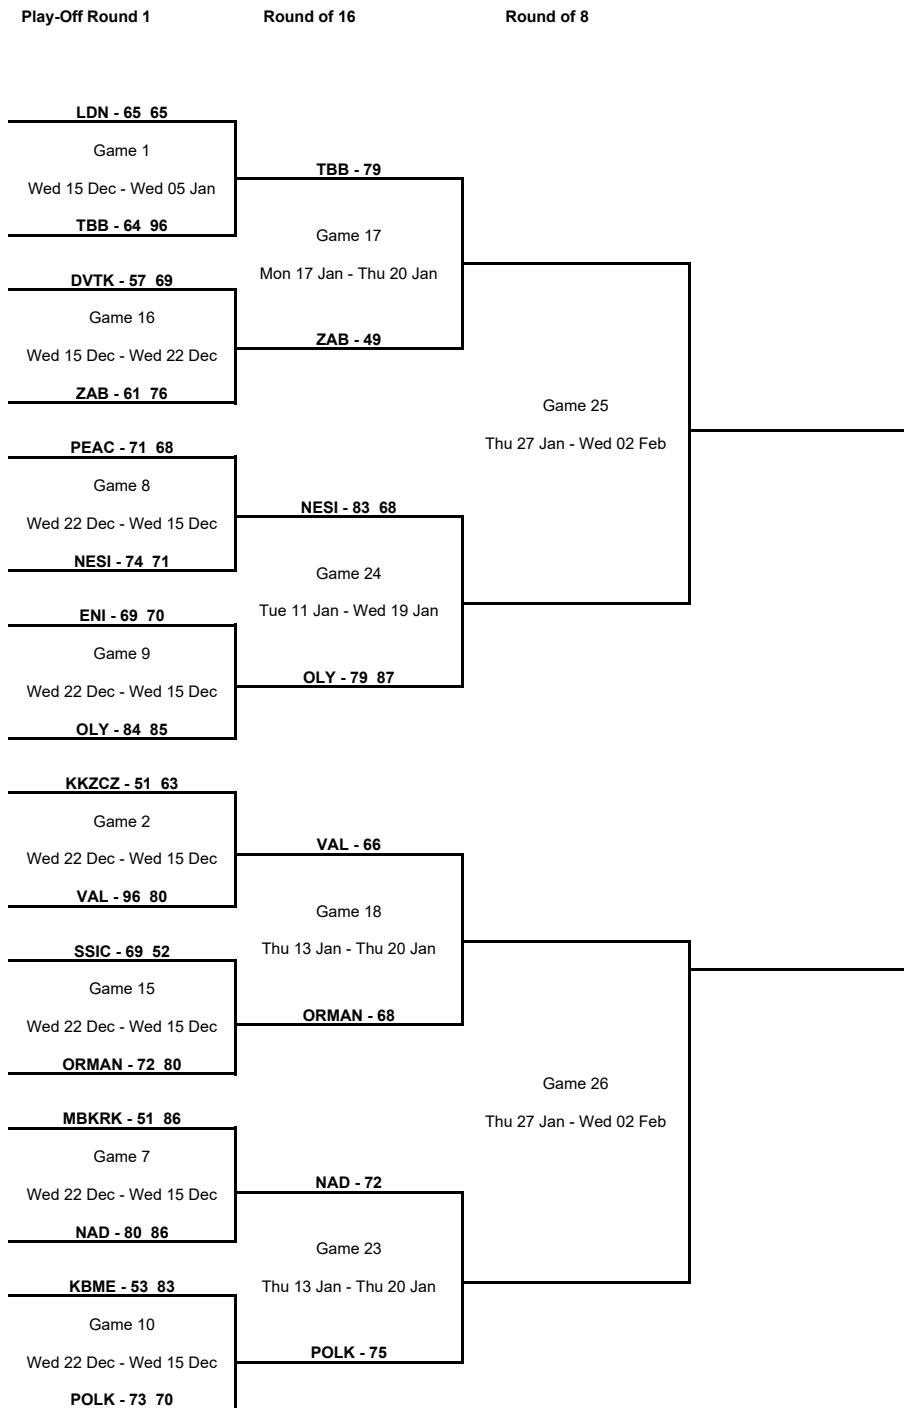 Play-Off Round 1 Round of 16 Round of 8
LDN - 65 65
Game 1
Wed 15 Dec - Wed 05 Jan
TBB - 64 96
DVTK - 57 69
Game 16
Wed 15 Dec - Wed 22 Dec
ZAB - 61 76
PEAC - 71 68
Game 8
Wed 22 Dec - Wed 15 Dec
NESI - 74 71
ENI - 69 70
Game 9
Wed 22 Dec - Wed 15 Dec
OLY - 84 85
KKZCZ - 51 63
Game 2
Wed 22 Dec - Wed 15 Dec
VAL - 96 80
SSIC - 69 52
Game 15
Wed 22 Dec - Wed 15 Dec
ORMAN - 72 80
MBKRK - 51 86
Game 7
Wed 22 Dec - Wed 15 Dec
NAD - 80 86
KBME - 53 83
Game 10
Wed 22 Dec - Wed 15 Dec
POLK - 73 70
TBB - 79
Game 17
Mon 17 Jan - Thu 20 Jan
ZAB - 49
NESI - 83 68
Game 24
Tue 11 Jan - Wed 19 Jan
OLY - 79 87
VAL - 66
Game 18
Thu 13 Jan - Thu 20 Jan
ORMAN - 68
NAD - 72
Game 23
Thu 13 Jan - Thu 20 Jan
POLK - 75
Game 25
Thu 27 Jan - Wed 02 Feb
Game 26
Thu 27 Jan - Wed 02 Feb